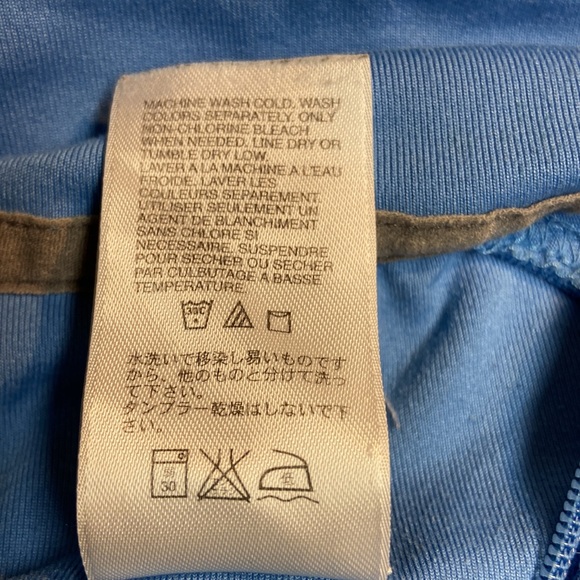 MACHINE WASH COLD. WASH
COLORS SEPARATELY. ONLY
NON-CHLORINE BLEACH
WHEN NEEDED. LINE DRY OR
TUMBLE DRY LOW.
LAVER A LA MACHINE A L'EAU
FROIDE. LAVER LES
COULEURS SEPAREMENT.
UTILISER SEULEMENT UN
AGENT DE BLANCHIMENT
SANS CHLORE SI
NECESSAIRE. SUSPENDRE
POUR SECHER OU SECHER
PAR CULBUTAGE A BASSE
TEMPERATURE
30C
水洗いで移染し易いものです
から、他のものと分けて洗っ
て下さい。
タンブラー乾燥はしないで下
さい。
30